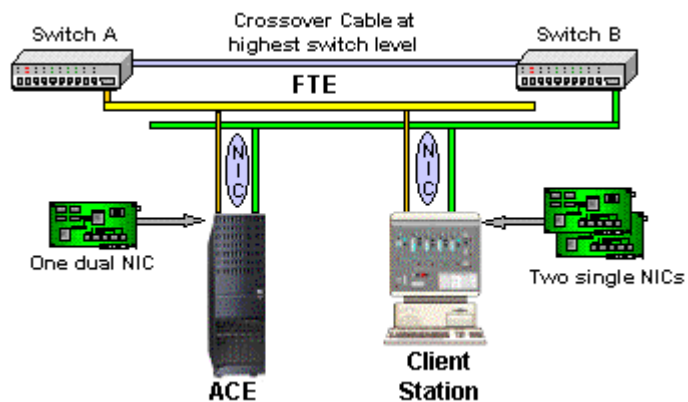 Crossover Cable at
highest switch level
Switch A
Switch B
FTE
NIC
NIC
One dual NIC
Two single NICs
ACE
Client
Station